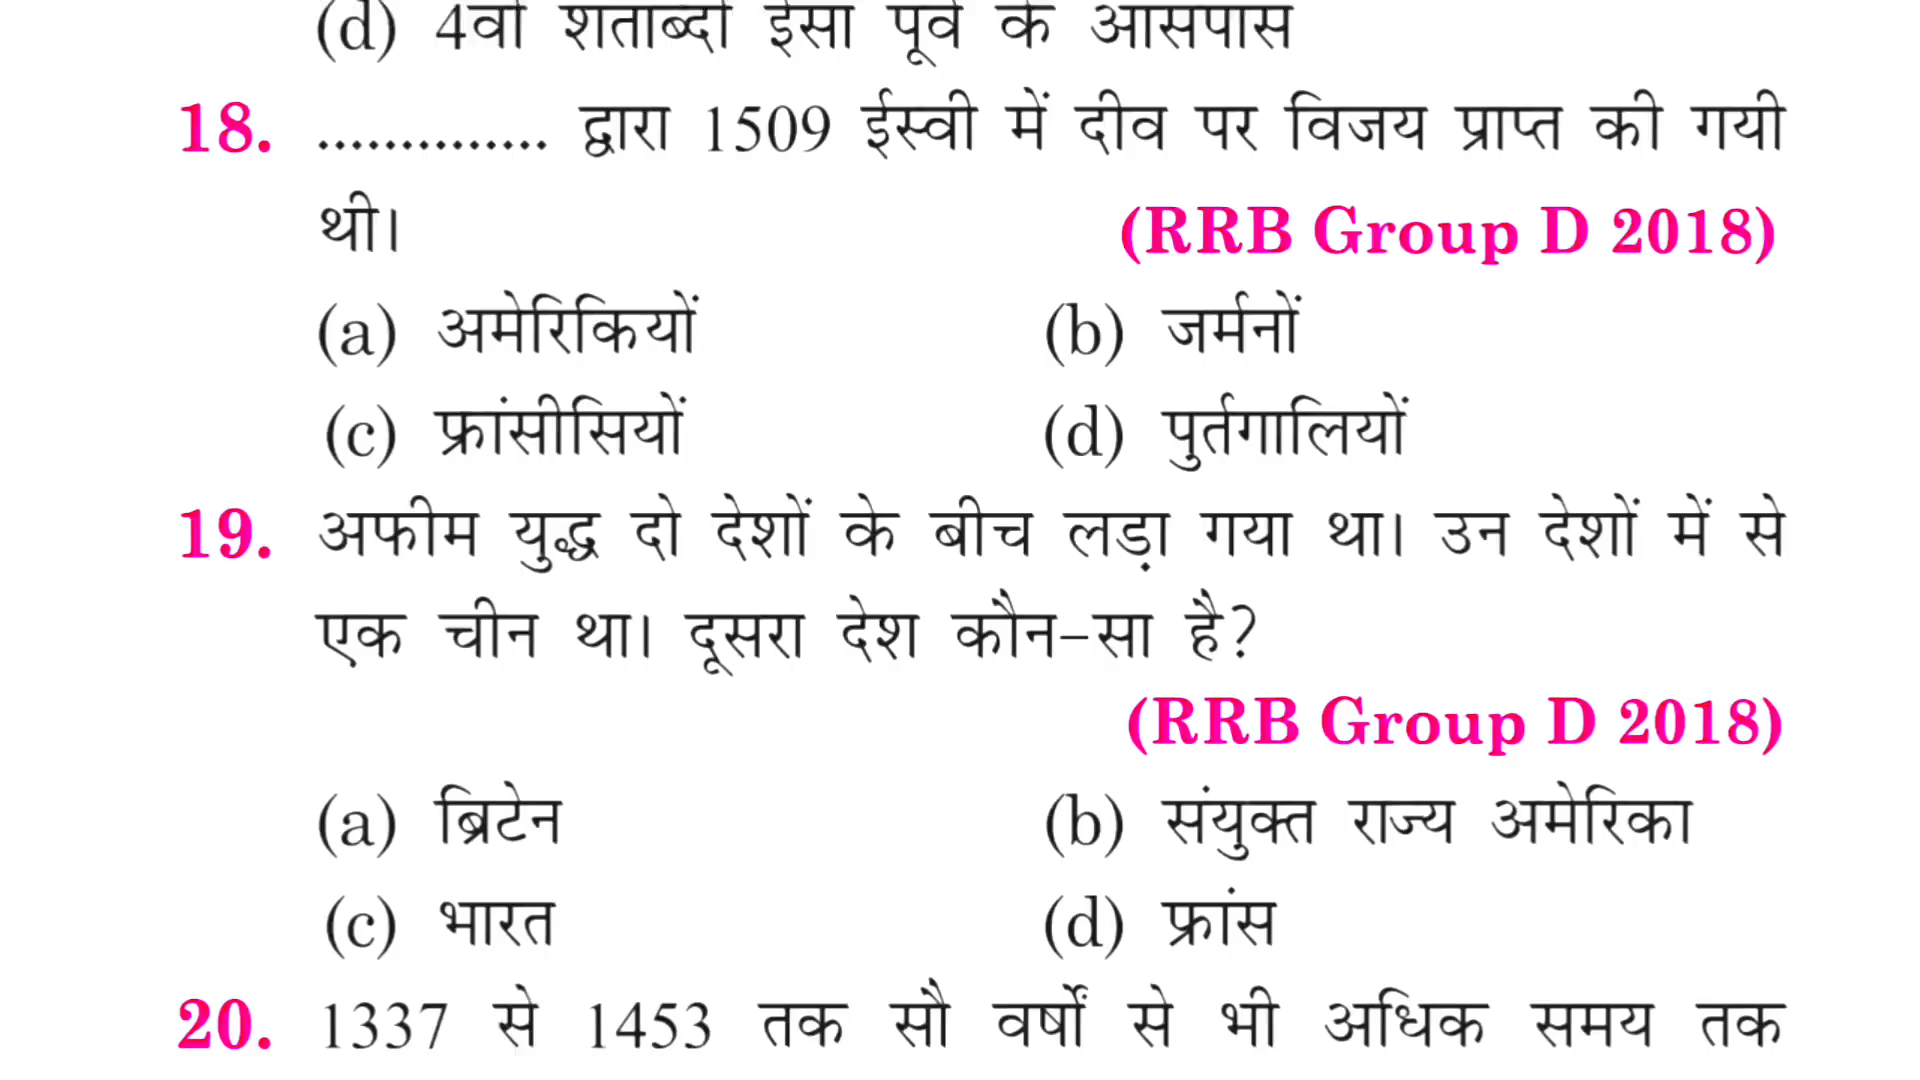 (d) 4वीं शताब्दी ईसा पूर्व के आसपास
18. .............. द्वारा 1509 ईस्वी में दीव पर विजय प्राप्त की गयी
थी। (RRB Group D 2018)
(a) अमेरिकियों (b) जर्मनों
(c) फ्रांसीसियों (d) पुर्तगालियों
19. अफीम युद्ध दो देशों के बीच लड़ा गया था। उन देशों में से
एक चीन था। दूसरा देश कौन-सा है?
(RRB Group D 2018)
(a) ब्रिटेन (b) संयुक्त राज्य अमेरिका
(c) भारत (d) फ्रांस
20. 1337 से 1453 तक सौ वर्षों से भी अधिक समय तक